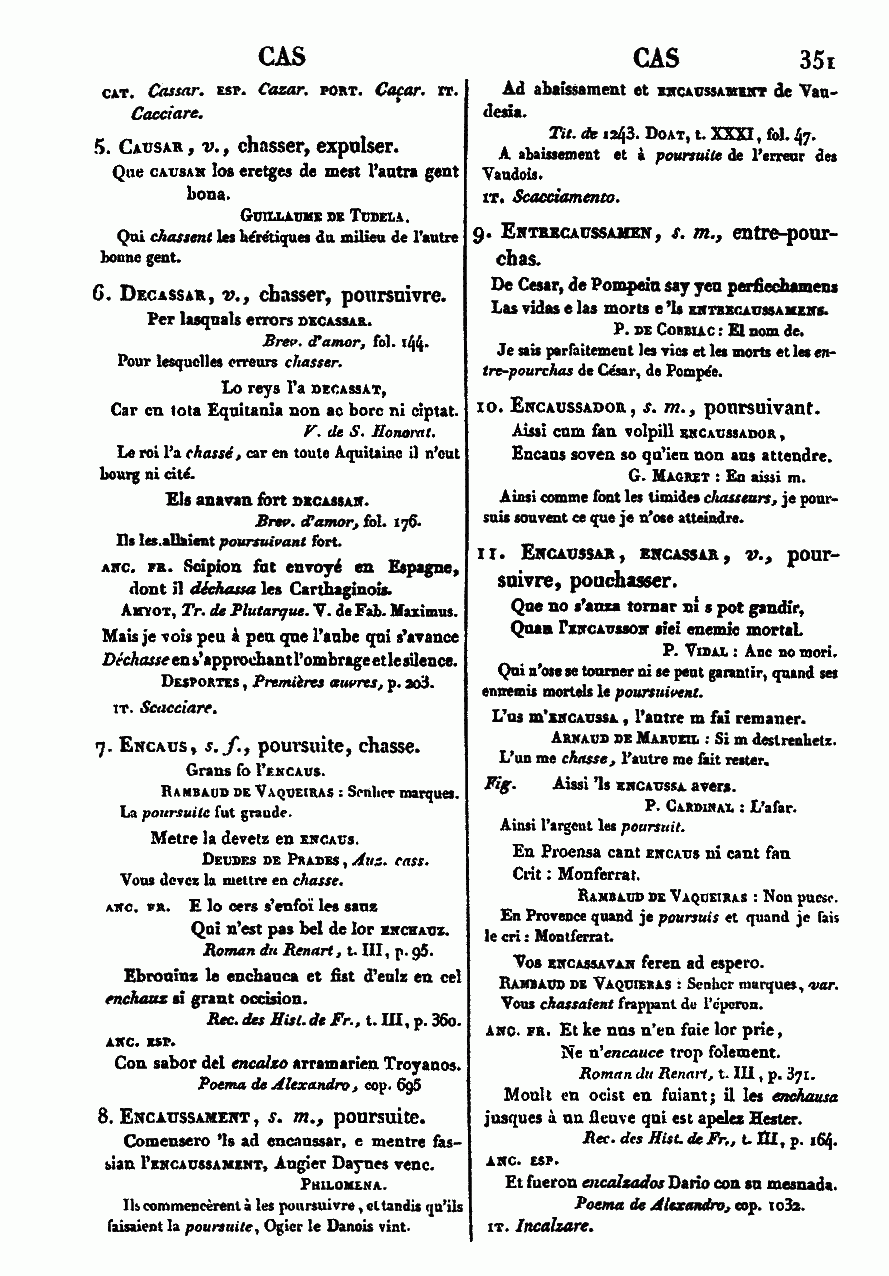 CAS
CAS 351
CAT. Cassar. ESP. Cazar. PORT. Caçar. IT.
Cacciare.
5. CAUSAR, v., chasser, expulser.
Que CAUSAN los eretges de mest l'autra gent
bona.
GUILLAUME DE TUDELA.
Qui chassent les hérétiques du milieu de l'autre
bonne gent.
6. DECASSAR, v., chasser, poursuivre.
Per lasquals errors DECASSAR.
Brev. d'amor, fol. 144.
Pour lesquelles erreurs chasser.
Lo reys l'a DECASSAT,
Car en tota Equitania non ac borc ni ciptat.
V. de S. Honorat.
Le roi l'a chassé, car en toute Aquitaine il n'eut
bourg ni cité.
Els anavan fort DECASSAN.
Brev. d'amor, fol. 176.
Ils les allaient poursuivant fort.
ANC. FR. Scipion fut envoyé en Espagne,
dont il déchassa les Carthaginois.
AMYOT, Tr. de Plutarque. V. de Fab. Maximus.
Mais je vois peu à peu que l'aube qui s'avance
Déchasse en s'approchant l'ombrage et le silence.
DESPORTES, Premières œuvres, p. 203.
IT. Scacciare.
7. ENCAUS, s. f., poursuite, chasse.
Grans fo l'ENCAUS.
RAMBAUD DE VAQUEIRAS : Senher marques.
La poursuite fut grande.
Metre la devetz en ENCAUS.
DEUDES DE PRADES, Auz. cass.
Vous devez la mettre en chasse.
ANC. FR. E lo cers s'enfoï les sauz
Qui n'est pas bel de lor ENCHAUZ.
Roman du Renart, t. III, p. 95.
Ebrouinz le enchauca et fist d'eulz en cel
enchauz si grant occision.
Rec. des Hist. de Fr., t. III, p. 360.
ANC. ESP.
Con sabor del encalzo arramarien Troyanos.
Poema de Alexandro, cop. 695
8. ENCAUSSAMENT, s. m., poursuite.
Comensero 'ls ad encaussar, e mentre fas-
sian l'ENCAUSSAMENT, Augier Daynes venc.
PHILOMENA.
Ils commencèrent à les poursuivre, et tandis qu'ils
faisaient la poursuite, Ogier le Danois vint.
Ad abaissament et ENCAUSSAMENT de Vau-
desia.
Tit. de 1243. DOAT, t. XXXI, fol. 47.
A abaissement et à poursuite de l'erreur des
Vaudois.
IT. Scacciamento.
9. ENTRECAUSSAMEN, s. m., entre-pour-
chas.
De Cesar, de Pompeiu say yeu perfiechamens
Las vidas e las morts e 'ls ENTRECAUSSAMENS.
P. DE CORBIAC : El nom de.
Je sais parfaitement les vies et les morts et les en-
tre-pourchas de César, de Pompée.
10. ENCAUSSADOR, s. m., poursuivant.
Aissi cum fan volpill ENCAUSSADOR,
Encaus soven so qu'ieu non aus attendre.
G. MAGRET : En aissi m.
Ainsi comme font les timides chasseurs, je pour-
suis souvent ce que je n'ose atteindre.
11. ENCAUSSAR, ENCASSAR, v., pour-
suivre, pouchasser.
Que no s'auza tornar ni s pot gandir,
Quan l'ENCAUSSON siei enemic mortal.
P. VIDAL : Anc no mori.
Qui n'ose se tourner ni se peut garantir, quand ses
ennemis mortels le poursuivent.
L'us m'ENCAUSSA, l'autre m fai remaner.
ARNAUD DE MARUEIL : Si m destrenhetz.
L'un me chasse, l'autre me fait rester.
Fig. Aissi 'ls ENCAUSSA avers.
P. CARDINAL : L'afar.
Ainsi l'argent les poursuit.
En Proensa cant ENCAUS ni cant fau
Crit : Monferrat.
RAMBAUD DE VAQUEIRAS : Non puesc.
En Provence quand je poursuis et quand je fais
le cri : Montferrat.
Vos ENCASSAVAN feren ad espero.
RAMBAUD DE VAQUIERAS : Senher marques, var.
Vous chassaient frappant de l'éperon.
ANC. FR. Et ke nus n'en faie lor prie,
Ne n'encauce trop folement.
Roman du Renart, t. III, p. 371.
Moult en ocist en fuiant; il les enchausa
jusques à un fleuve qui est apelez Hester.
Rec. des Hist. de Fr., t. III, p. 164.
ANC. ESP.
Et fueron encalzados Dario con su mesnada.
Poema de Alexandro, cop. 1032.
IT. Incalzare.